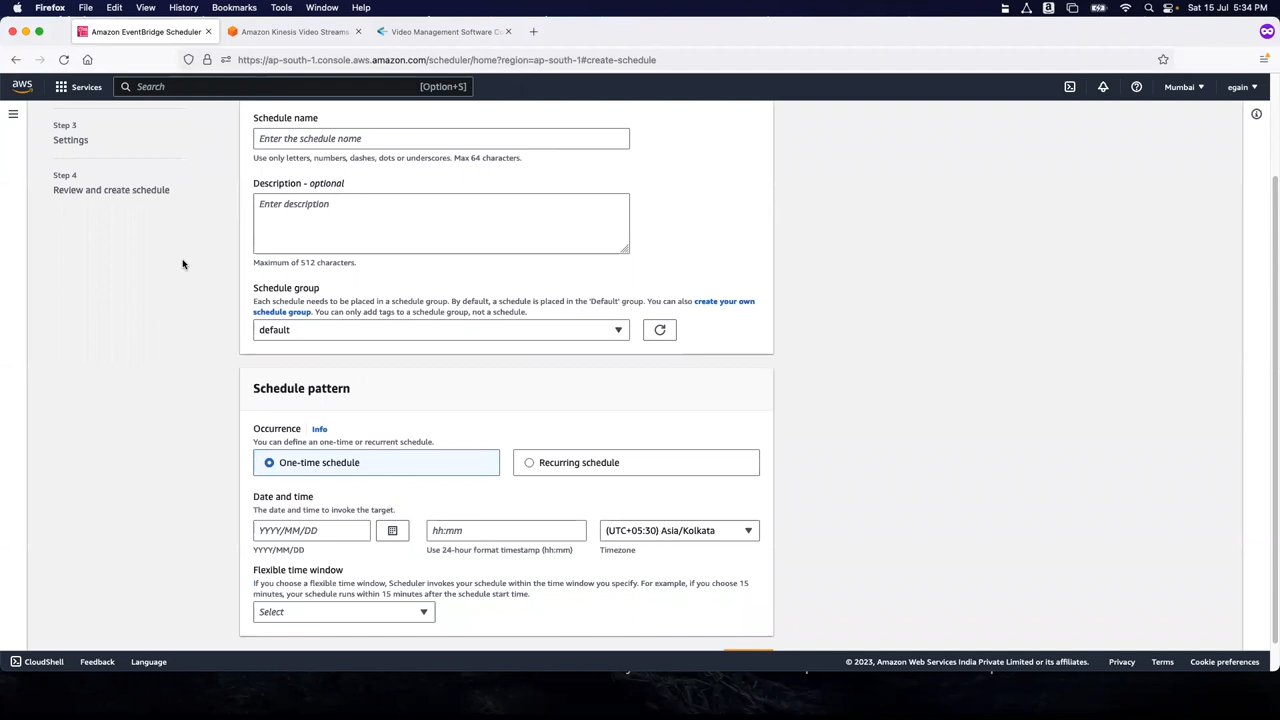 Firefox File Edit View History Bookmarks Tools Window Help Sat 15 Jul 5:34 PM
Amazon EventBridge Scheduler Amazon Kinesis Video Streams Video Management Software Co
https://ap-south-1.console.aws.amazon.com/scheduler/home?region=ap-south-1#create-schedule
aws Services Search [Option+S] Mumbai egain
Step 3
Settings
Step 4
Review and create schedule
Schedule name
Enter the schedule name
Use only letters, numbers, dashes, dots or underscores. Max 64 characters.
Description - optional
Enter description
Maximum of 512 characters.
Schedule group
Each schedule needs to be placed in a schedule group. By default, a schedule is placed in the 'Default' group. You can also create your own
schedule group. You can only add tags to a schedule group, not a schedule.
default
Schedule pattern
Occurrence Info
You can define an one-time or recurrent schedule.
One-time schedule Recurring schedule
Date and time
The date and time to invoke the target.
YYYY/MM/DD hh:mm (UTC+05:30) Asia/Kolkata
YYYY/MM/DD Use 24-hour format timestamp (hh:mm) Timezone
Flexible time window
If you choose a flexible time window, Scheduler invokes your schedule within the time window you specify. For example, if you choose 15
minutes, your schedule runs within 15 minutes after the schedule start time.
Select
CloudShell Feedback Language © 2023, Amazon Web Services India Private Limited or its affiliates. Privacy Terms Cookie preferences